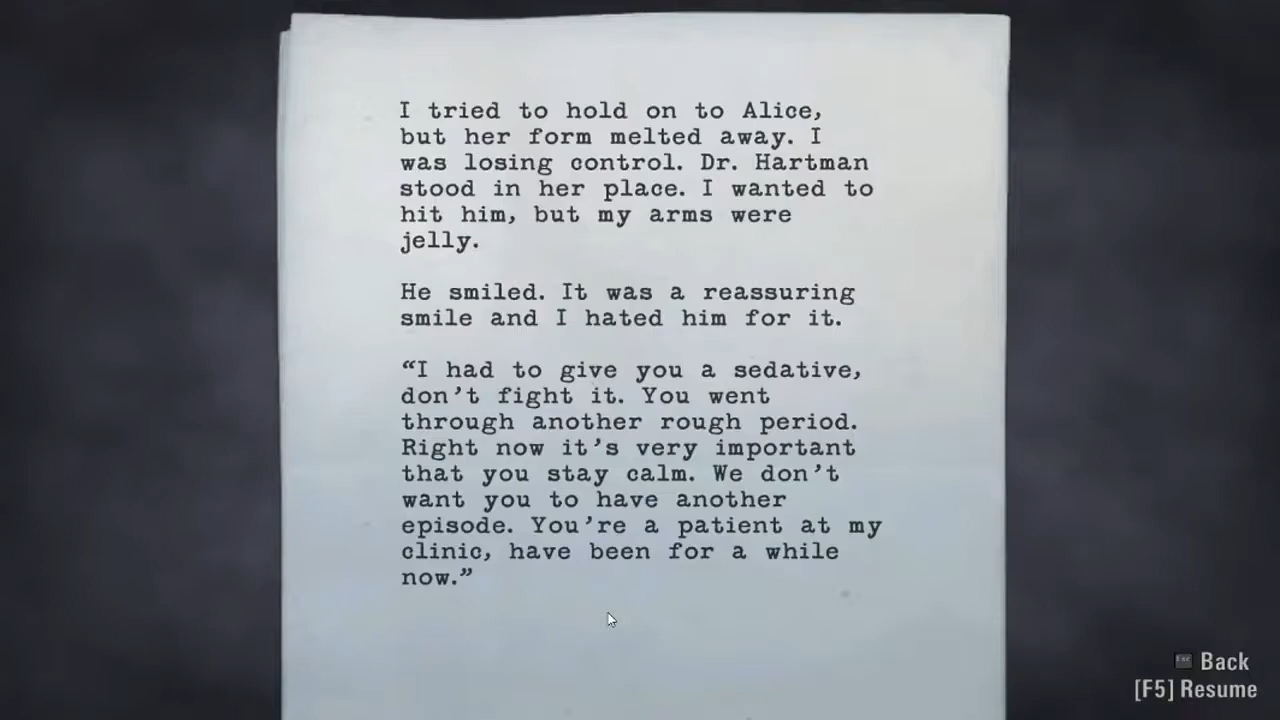 I tried to hold on to Alice,
but her form melted away. I
was losing control. Dr. Hartman
stood in her place. I wanted to
hit him, but my arms were
jelly.
He smiled. It was a reassuring
smile and I hated him for it.
“I had to give you a sedative,
don’t fight it. You went
through another rough period.
Right now it’s very important
that you stay calm. We don’t
want you to have another
episode. You’re a patient at my
clinic, have been for a while
now.”
Esc Back
[F5] Resume